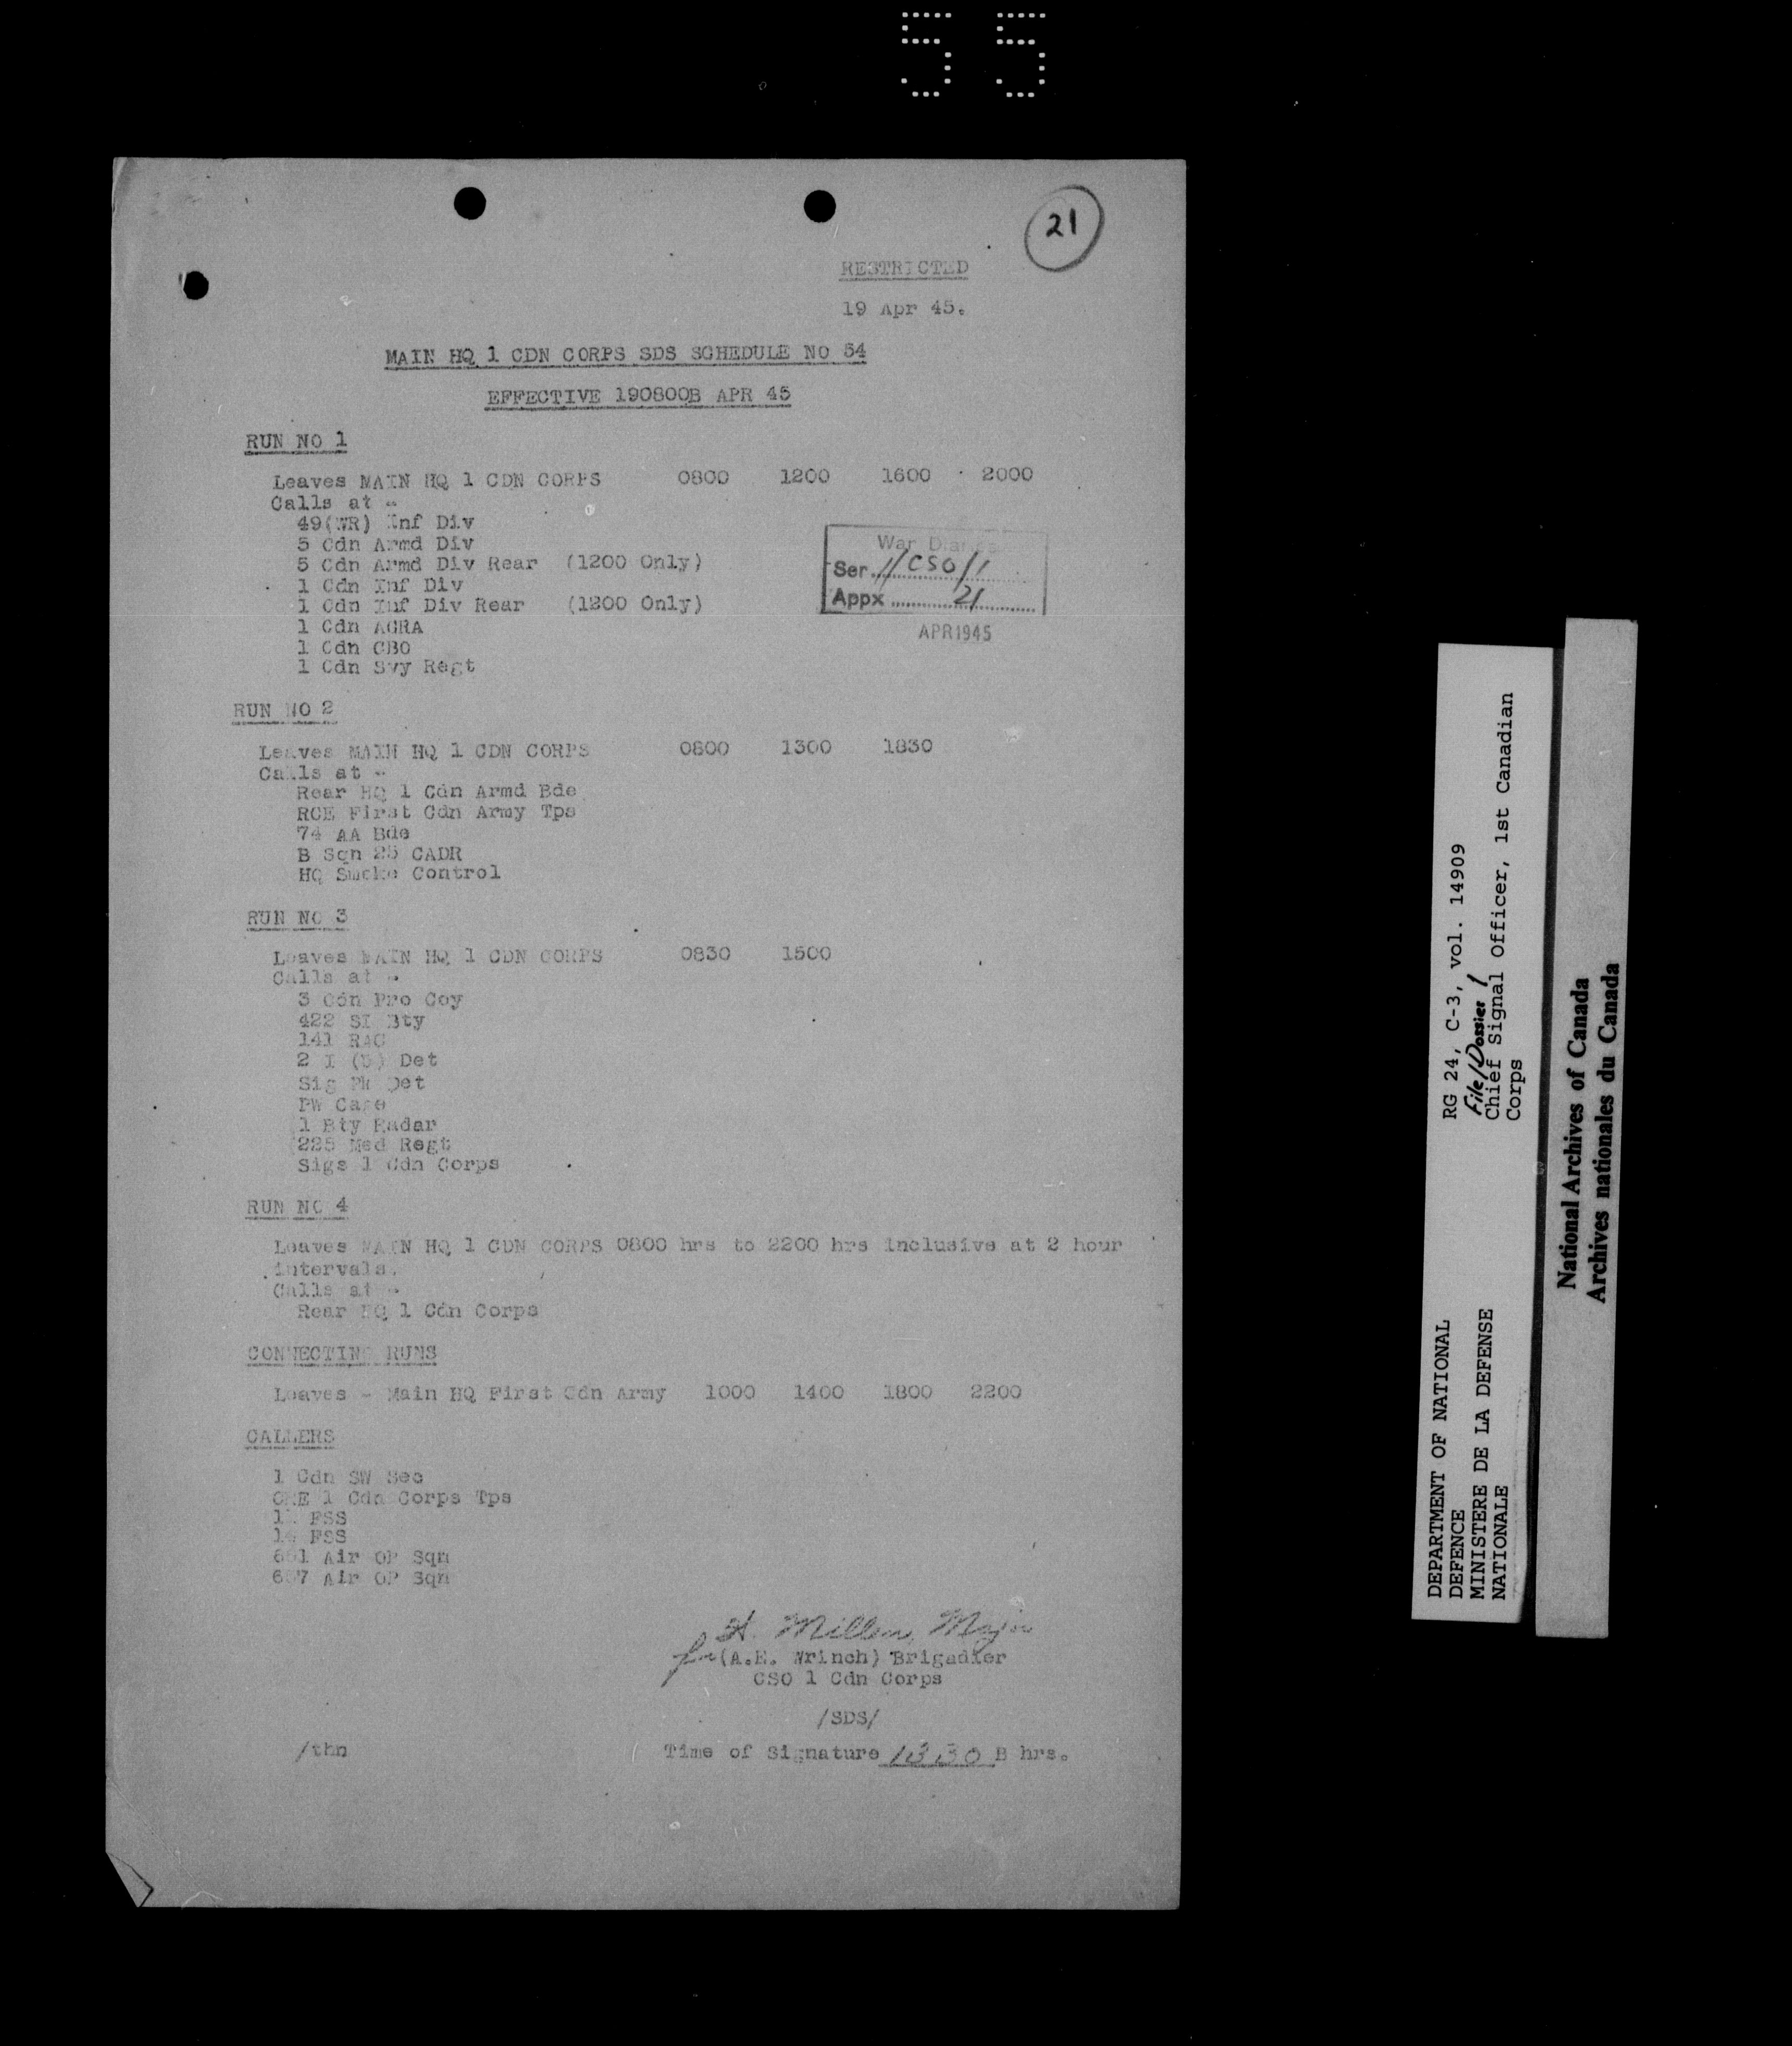 55
21
RESTRICTED
19 Apr 45.
MAIN HQ 1 CDN CORPS SDS SCHEDULE NO 54
EFFECTIVE 190800B APR 45
RUN NO 1
Leaves MAIN HQ 1 CDN CORPS 0800 1200 1600 2000
Calls at -
49(WR) Inf Div
5 Cdn Armd Div
5 Cdn Armd Div Rear (1200 Only)
1 Cdn Inf Div
1 Cdn Inf Div Rear (1200 Only)
1 Cdn AGRA
1 Cdn CBO
1 Cdn Svy Regt
War Diaries
Ser 11/CSO/1
Appx 21
APR 1945
RUN NO 2
Leaves MAIN HQ 1 CDN CORPS 0800 1300 1830
Calls at -
Rear HQ 1 Cdn Armd Bde
RCE First Cdn Army Tps
74 AA Bde
B Sqn 25 CADR
HQ Smoke Control
RUN NO 3
Leaves MAIN HQ 1 CDN CORPS 0830 1500
Calls at -
3 Cdn Pro Coy
422 SI Bty
141 RAC
2 I Det
Sig Pk Det
PW Cage
1 Bty Radar
225 Med Regt
Sigs 1 Cdn Corps
RUN NO 4
Leaves MAIN HQ 1 CDN CORPS 0800 hrs to 2200 hrs inclusive at 2 hour
intervals.
Calls at -
Rear HQ 1 Cdn Corps
CONNECTING RUNS
Leaves - Main HQ First Cdn Army 1000 1400 1800 2200
CALLERS
1 Cdn SW Sec
CRE 1 Cdn Corps Tps
FSS
FSS
Air OP Sqn
Air OP Sqn
Major
for (A.E. Wrinch) Brigadier
CSO 1 Cdn Corps
/SDS/
/thn
Time of Signature 1330 B hrs.
DEPARTMENT OF NATIONAL
DEFENCE
MINISTERE DE LA DEFENSE
NATIONALE
RG 24, C-3, vol. 14909
File/Dossier 1
Chief Signal Officer, 1st Canadian
Corps
National Archives of Canada
Archives nationales du Canada